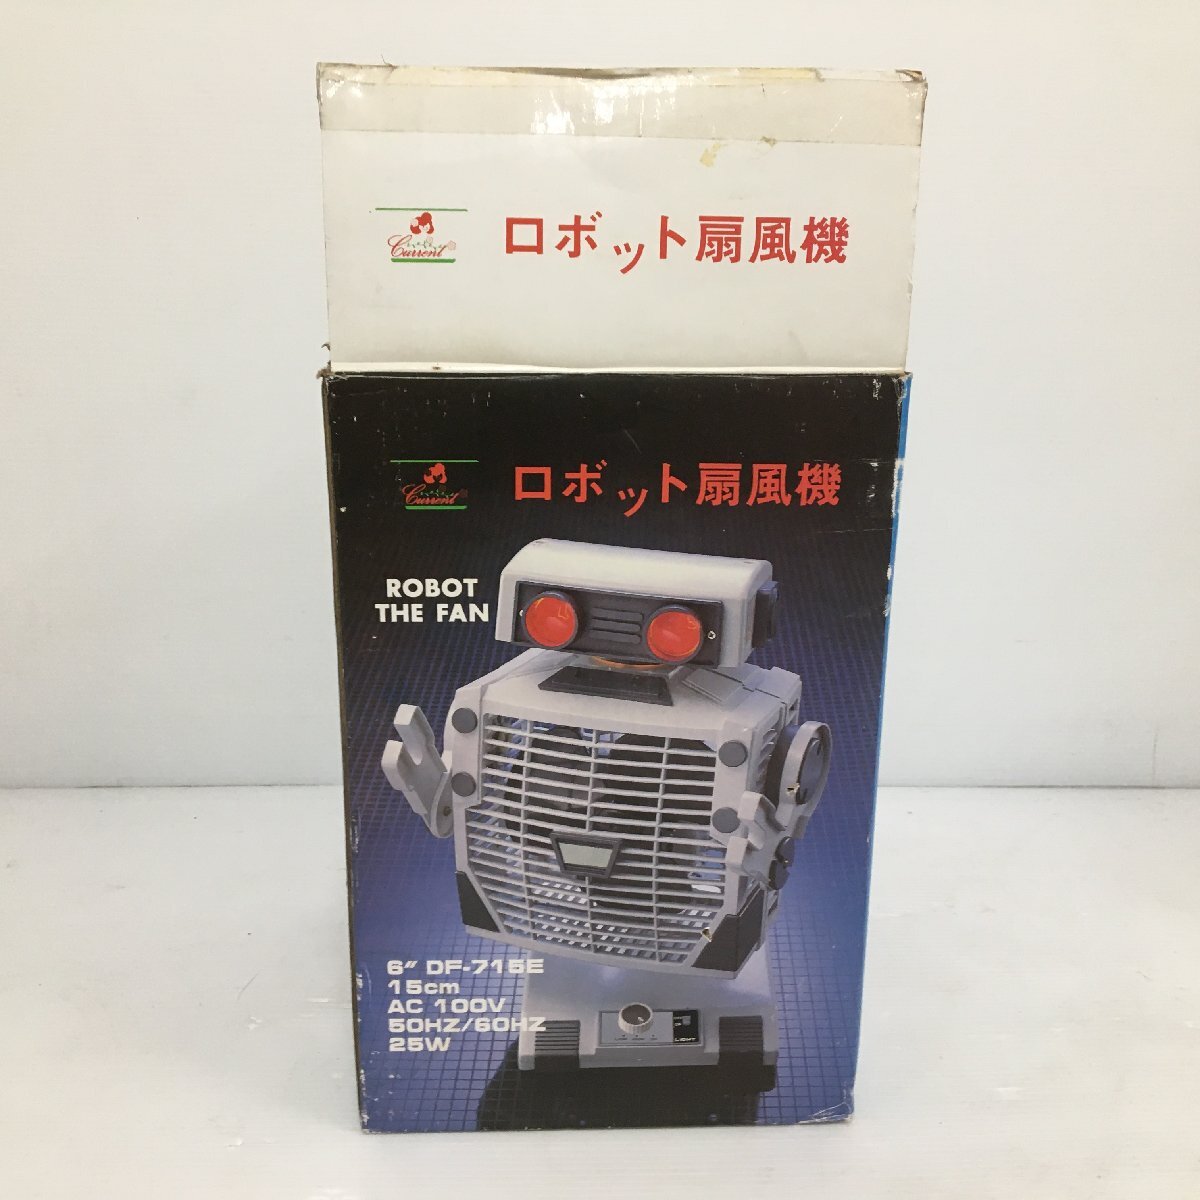 Current
ロボット扇風機
Current
ロボット扇風機
ROBOT
THE FAN
6″ DF-715E
15cm
AC 100V
50HZ/60HZ
25W
LIGHT